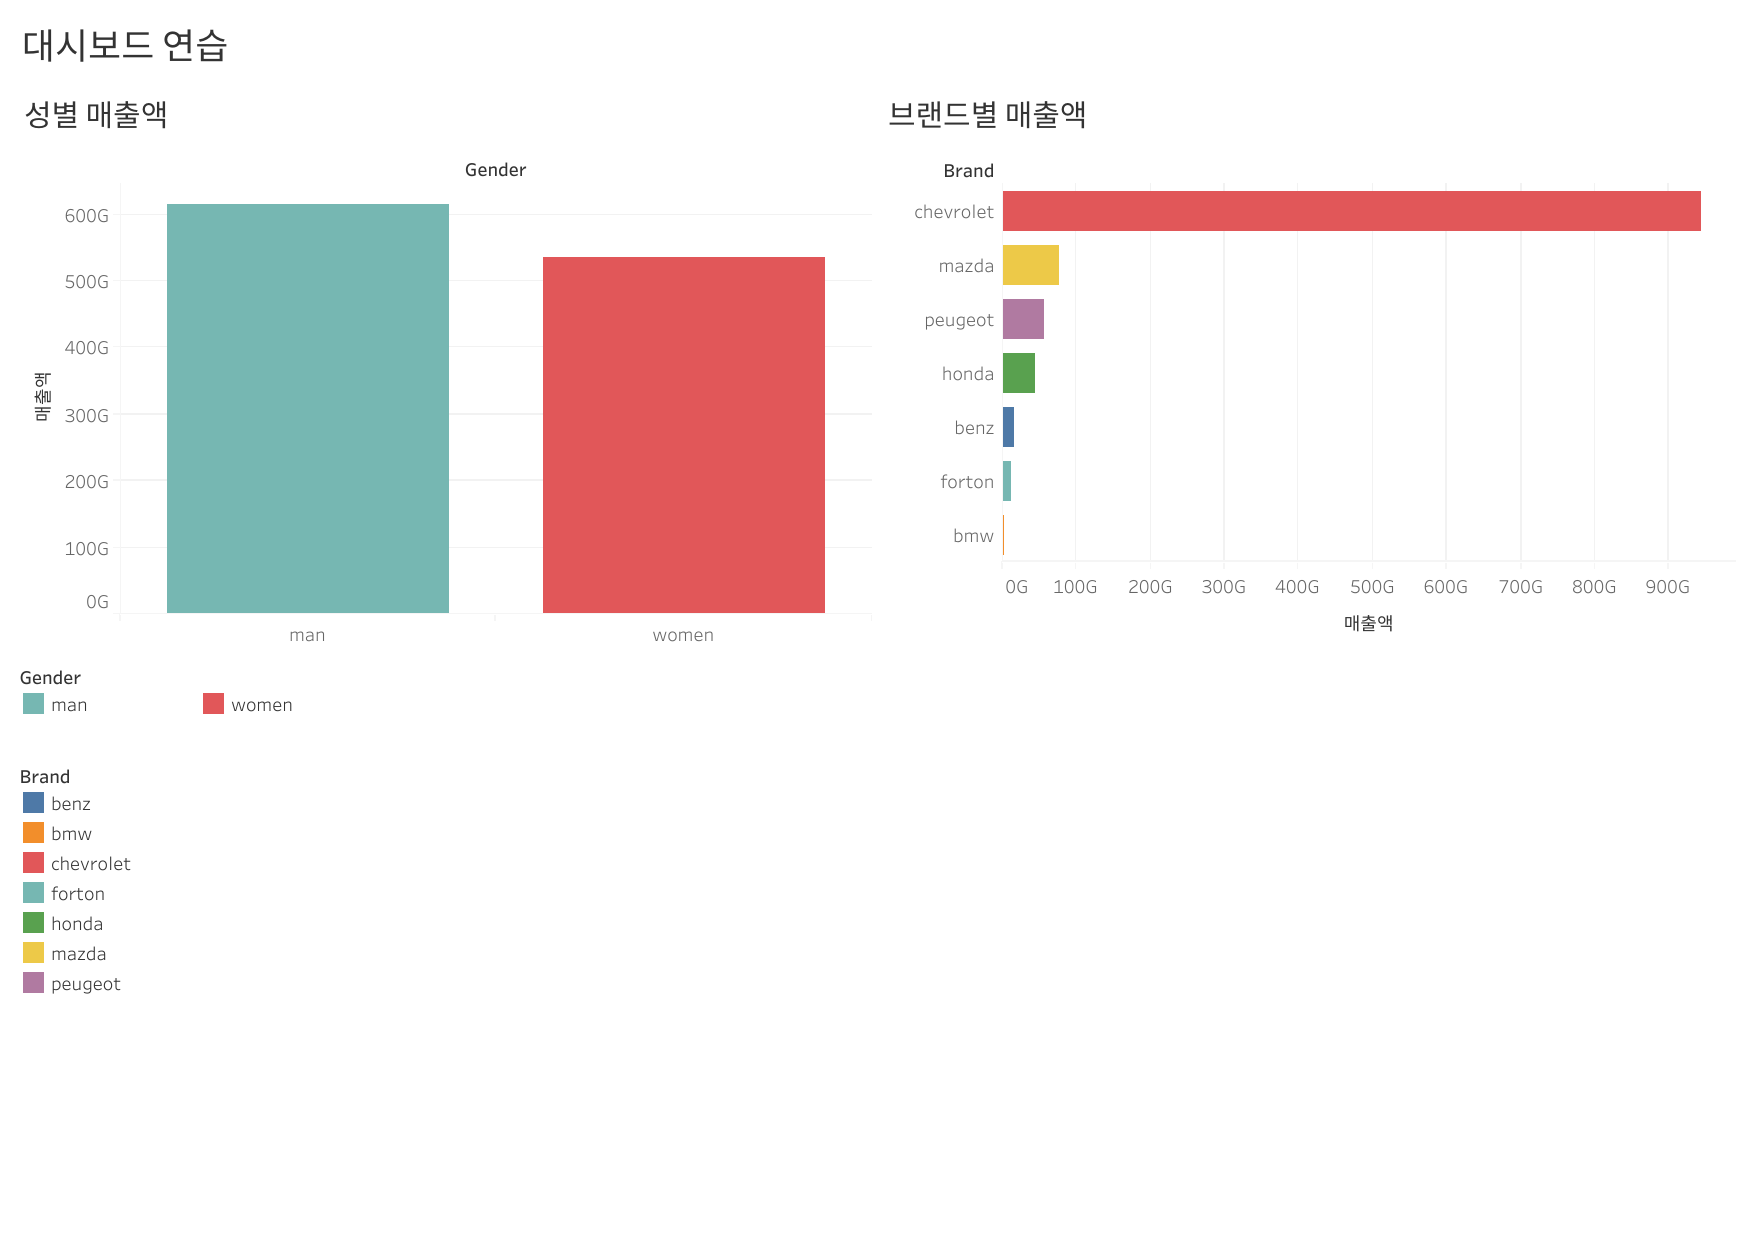 대시보드 연습
성별 매출액
Gender
매출액
600G
500G
400G
300G
200G
100G
0G
man women
브랜드별 매출액
Brand
chevrolet
mazda
peugeot
honda
benz
forton
bmw
0G 100G 200G 300G 400G 500G 600G 700G 800G 900G
매출액
Gender
man women
Brand
benz
bmw
chevrolet
forton
honda
mazda
peugeot